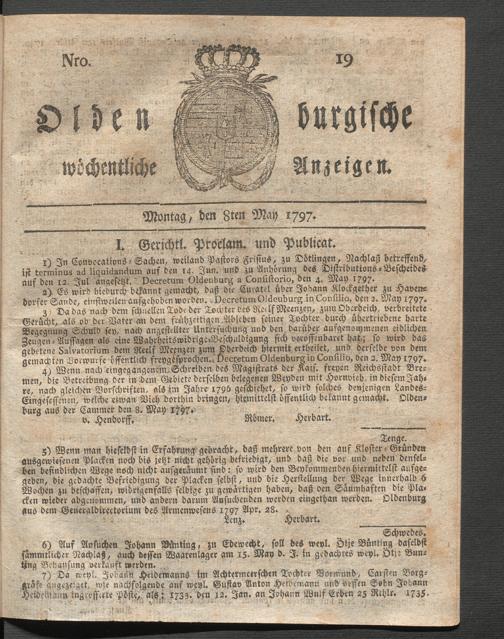 Nro. 19
Oldenburgische
wöchentliche Anzeigen.
Montag, den 8ten May 1797.
I. Gerichtl. Proclam. und Publicat.
1) In Convocations-Sachen, weiland Pastors Frisius, zu Dötlingen, Nachlaß betreffend,
ist terminus ad liquidandum auf den 14. Jun. und zu Anhörung des Distributions-Bescheides
auf den 12. Jul angesetzt. Decretum Oldenburg a Consistorio, den 4. May 1797.
2) Es wird hiedurch bekannt gemacht, daß die Curatel über Johann Klockgether zu Haven-
dorfer Sande, einstweilen aufgehoben worden. Decretum Oldenburg in Consilio, den 2. May 1797.
3) Da das nach dem schnellen Tode der Tochter des Reelf Meenzen, zum Oberdeich, verbreitete
Gerücht, als ob der Vater an dem frühzeitigen Ableben seiner Tochter durch übertriebene harte
Begegnung Schuld sey, nach angestellter Untersuchung und den darüber aufgenommenen eidlichen
Zeugen-Aussagen als eine Wahrheitswidrige Beschuldigung sich veroffenbart hat; so wird das
gebetene Salvatorium dem Reelf Meenzen zum Oberdeich hiermit ertheilet, und derselbe von dem
gemachten Vorwurfe öffentlich freygesprochen. Decretum Oldenburg in Consilio, den 2. May 1797.
4) Wenn nach eingegangenem Schreiben des Magistrats der Kaif. freyen Reichsstadt Bre-
men, die Betreibung der in dem Gebiete derselben belegenen Weyden mit Hornvieh, in diesem Jah-
re, nach gleichen Vorschriften, als im Jahre 1796 geschiehet, so wird solches denjenigen Landes-
Eingesessenen, welche etwan Vieh dorthin bringen, hiemittelst öffentlich bekannt gemacht. Olden-
burg aus der Cammer den 8. May 1797.
v. Hendorff. Römer. Herbart.
Tenge.
5) Wenn man hieselbst in Erfahrung gebracht, daß mehrere von den auf Kloster-Gründen
ausgewiesenen Placken noch bis jetzt nicht gehörig befriedigt, und daß die vor und neben densel-
ben befindlichen Wege noch nicht aufgeräumt sind: so wird den Beykommenden hiermittelst aufge-
geben, die gedachte Befriedigung der Placken selbst, und die Herstellung der Wege innerhalb 6
Wochen zu beschaffen, widrigenfalls selbige zu gewärtigen haben, daß den Säumhaften die Pla-
cken wieder abgenommen, und andern darum Ansuchenden werden eingethan werden. Oldenburg
aus dem Generaldirectorium des Armenwesens 1797 Apr. 28.
Lenz. Herbart.
Schwedes.
6) Auf Ansuchen Johann Bünting, zu Edewecht, soll des weyl. Oltje Bünting daselbst
sämmtlicher Nachlaß, auch dessen Waarenlager am 15. May d. J. in gedachtes weyl. Oltj: Bun-
ting Behausung verkauft werden.
7) Da weyl. Johann Heidemanns im Achtermeerschen Tochter Vormund, Carsten Borg-
gräfe angezeiget, wie nachfolgende auf weyl. Gustav Anton Heidemann und dessen Sohn Johann
Heidemann ingrossirte Pöste, als: 1733. den 12. Jan. an Johann Wulf Erben 25 Rthlr. 1735.